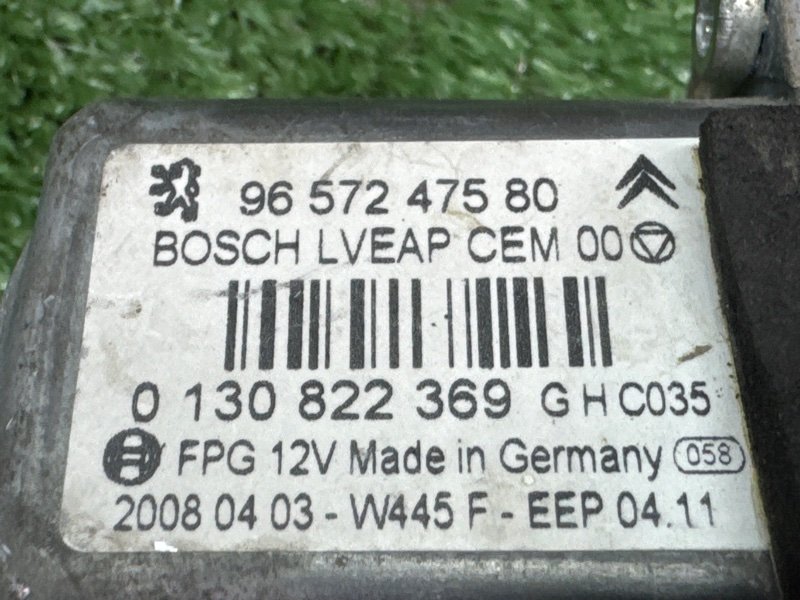 96 572 475 80
BOSCH LVEAP CEM 00
0 130 822 369 G H C035
FPG 12V Made in Germany 058
2008 04 03 - W445 F - EEP 04.11